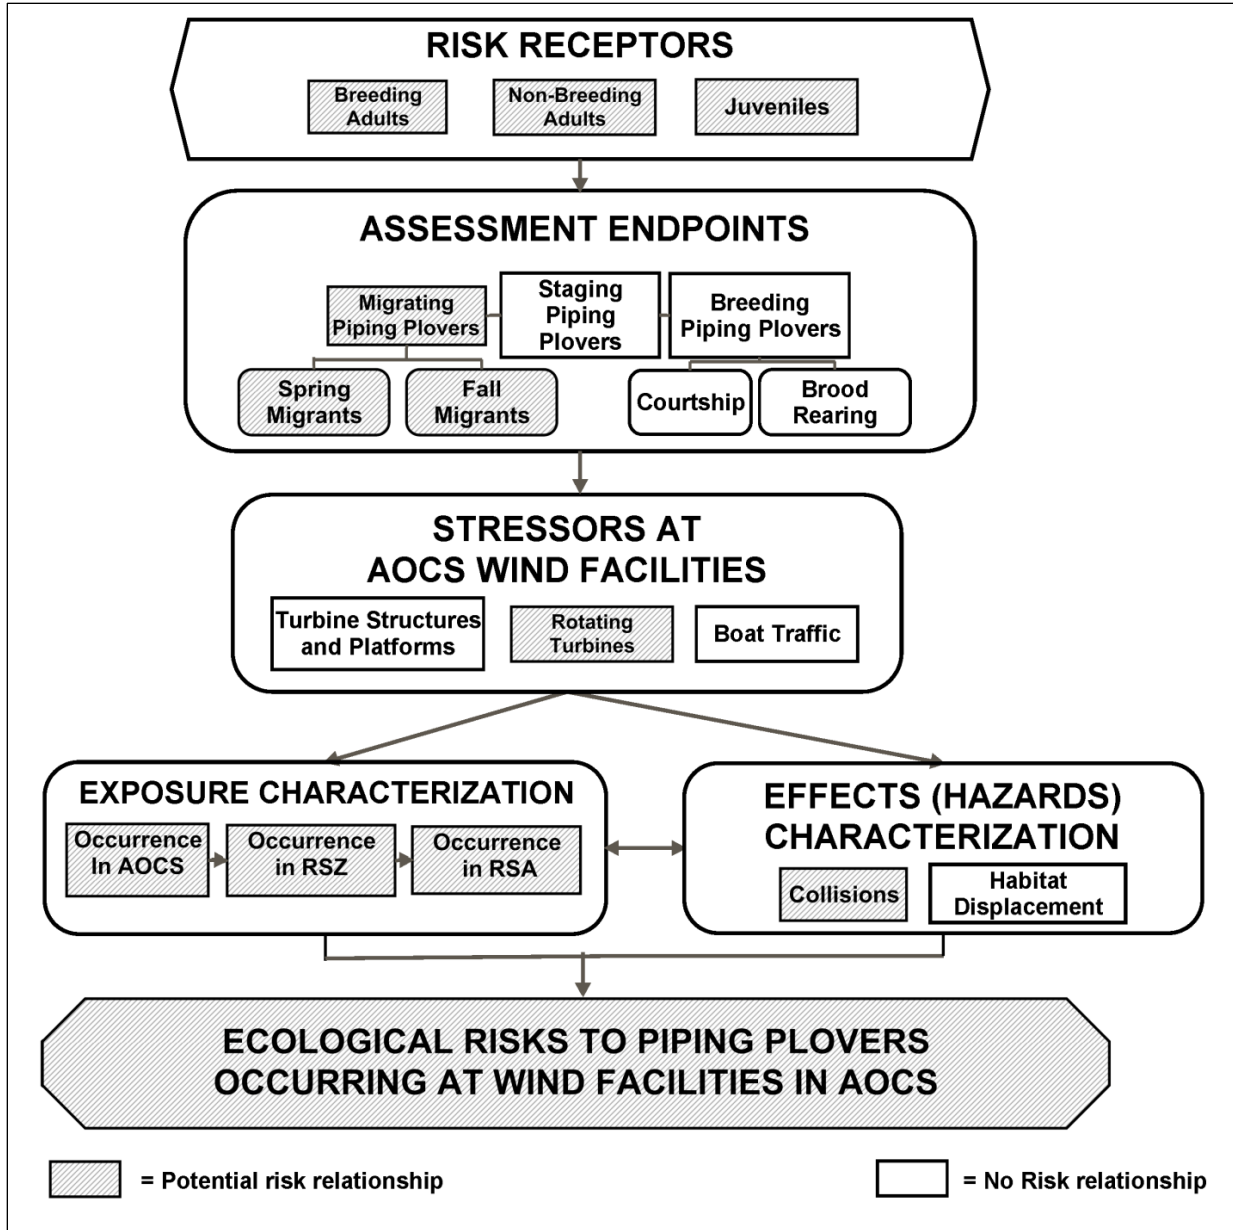 RISK RECEPTORS
Breeding
Adults
Non-Breeding
Adults
Juveniles
ASSESSMENT ENDPOINTS
Migrating
Piping Plovers
Staging
Piping
Plovers
Breeding
Piping Plovers
Spring
Migrants
Fall
Migrants
Courtship
Brood
Rearing
STRESSORS AT
AOCS WIND FACILITIES
Turbine Structures
and Platforms
Rotating
Turbines
Boat Traffic
EXPOSURE CHARACTERIZATION
Occurrence
In AOCS
Occurrence
in RSZ
Occurrence
in RSA
EFFECTS (HAZARDS)
CHARACTERIZATION
Collisions
Habitat
Displacement
ECOLOGICAL RISKS TO PIPING PLOVERS
OCCURRING AT WIND FACILITIES IN AOCS
= Potential risk relationship
= No Risk relationship